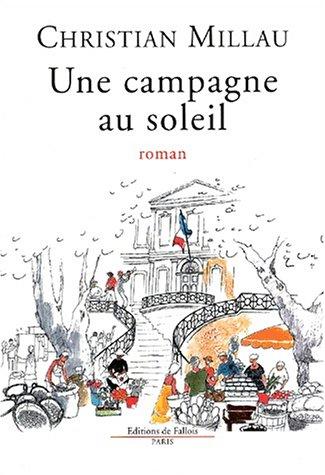 CHRISTIAN MILLAU
Une campagne
au soleil
roman
Editions de Fallois
PARIS